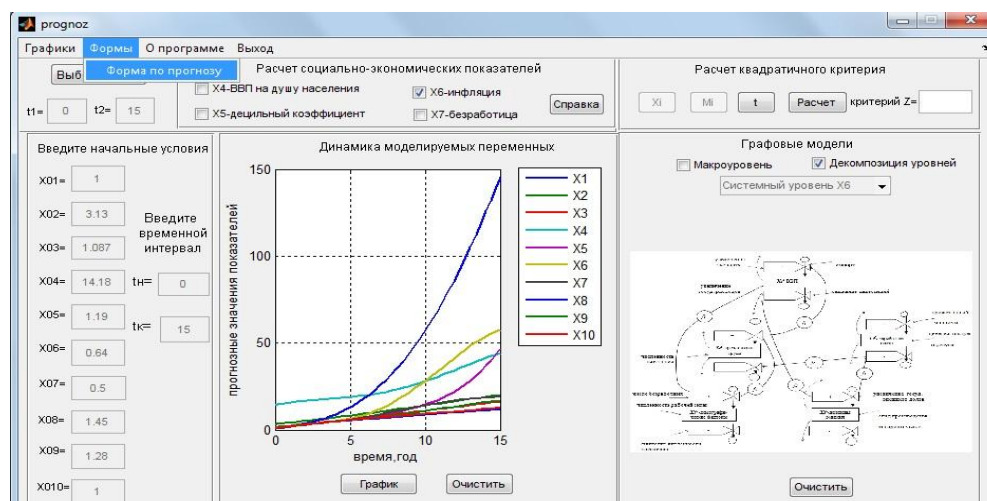 prognoz
Графики Формы О программе Выход
Форма по прогнозу
Выб
t1= 0 t2= 15
Расчет социально-экономических показателей
X4-ВВП на душу населения
X6-инфляция
X5-децильный коэффициент
X7-безработица
Справка
Расчет квадратичного критерия
Xi Mi t Расчет критерий Z=
Введите начальные условия
X01= 1
X02= 3.13
X03= 1.087
X04= 14.18
X05= 1.19
X06= 0.64
X07= 0.5
X08= 1.45
X09= 1.28
X010= 1
Введите
временной
интервал
tн= 0
tк= 15
Динамика моделируемых переменных
прогнозные значения показателей
150
100
50
0
0 5 10 15
время,год
X1
X2
X3
X4
X5
X6
X7
X8
X9
X10
График Очистить
Графовые модели
Макроуровень Декомпозиция уровней
Системный уровень X6
Очистить